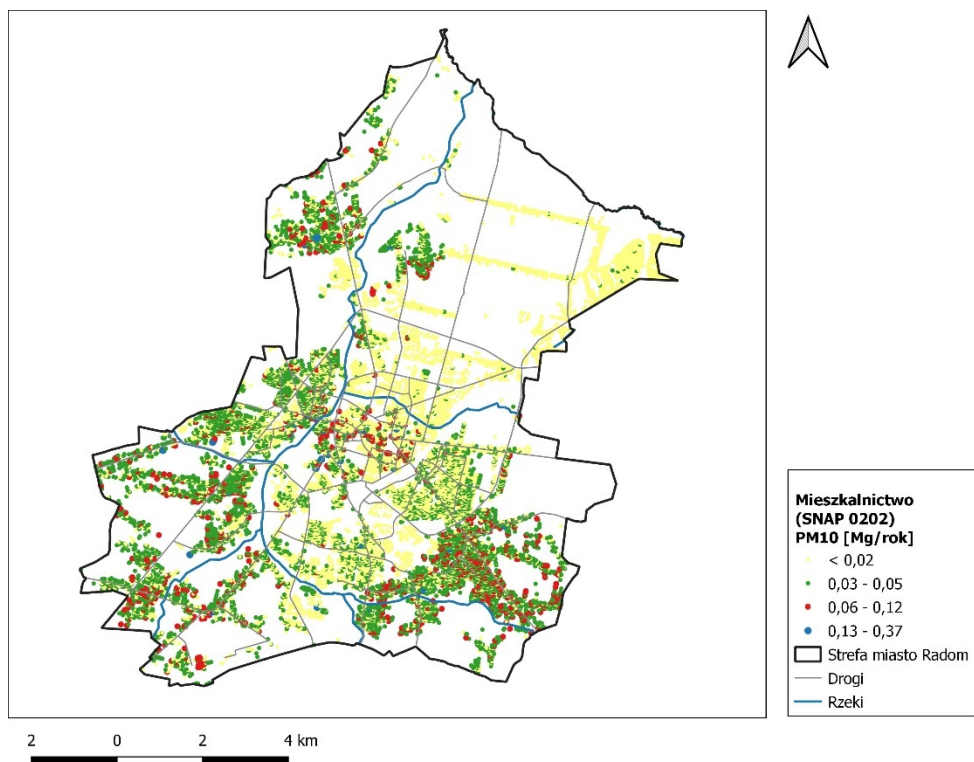 Mieszkalnictwo
(SNAP 0202)
PM10 [Mg/rok]
< 0,02
0,03 - 0,05
0,06 - 0,12
0,13 - 0,37
Strefa miasto Radom
Drogi
Rzeki
2 0 2 4 km